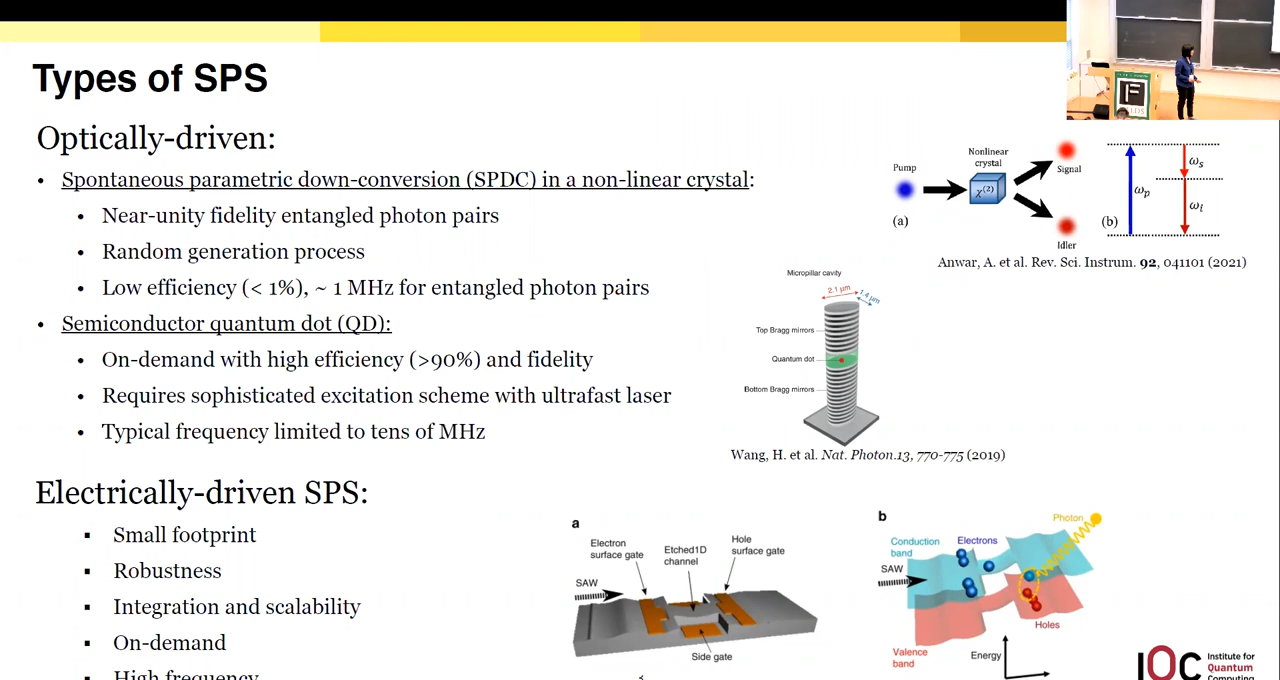 Types of SPS
Optically-driven:
• Spontaneous parametric down-conversion (SPDC) in a non-linear crystal:
• Near-unity fidelity entangled photon pairs
• Random generation process
• Low efficiency (< 1%), ~ 1 MHz for entangled photon pairs
• Semiconductor quantum dot (QD):
• On-demand with high efficiency (>90%) and fidelity
• Requires sophisticated excitation scheme with ultrafast laser
• Typical frequency limited to tens of MHz
Electrically-driven SPS:
▪ Small footprint
▪ Robustness
▪ Integration and scalability
▪ On-demand
▪ High frequency
Pump
Nonlinear
crystal
χ(2)
Signal
Idler
(a)
(b)
ωp
ωs
ωi
Anwar, A. et al. Rev. Sci. Instrum. 92, 041101 (2021)
Micropillar cavity
2.1 μm
1.4 μm
Top Bragg mirrors
Quantum dot
Bottom Bragg mirrors
Wang, H. et al. Nat. Photon.13, 770-775 (2019)
a
Electron
surface gate
Etched1D
channel
Hole
surface gate
SAW
Side gate
b
Photon
Conduction
band
Electrons
SAW
Holes
Valence
band
Energy
IQC
Institute for
Quantum
Computing
F